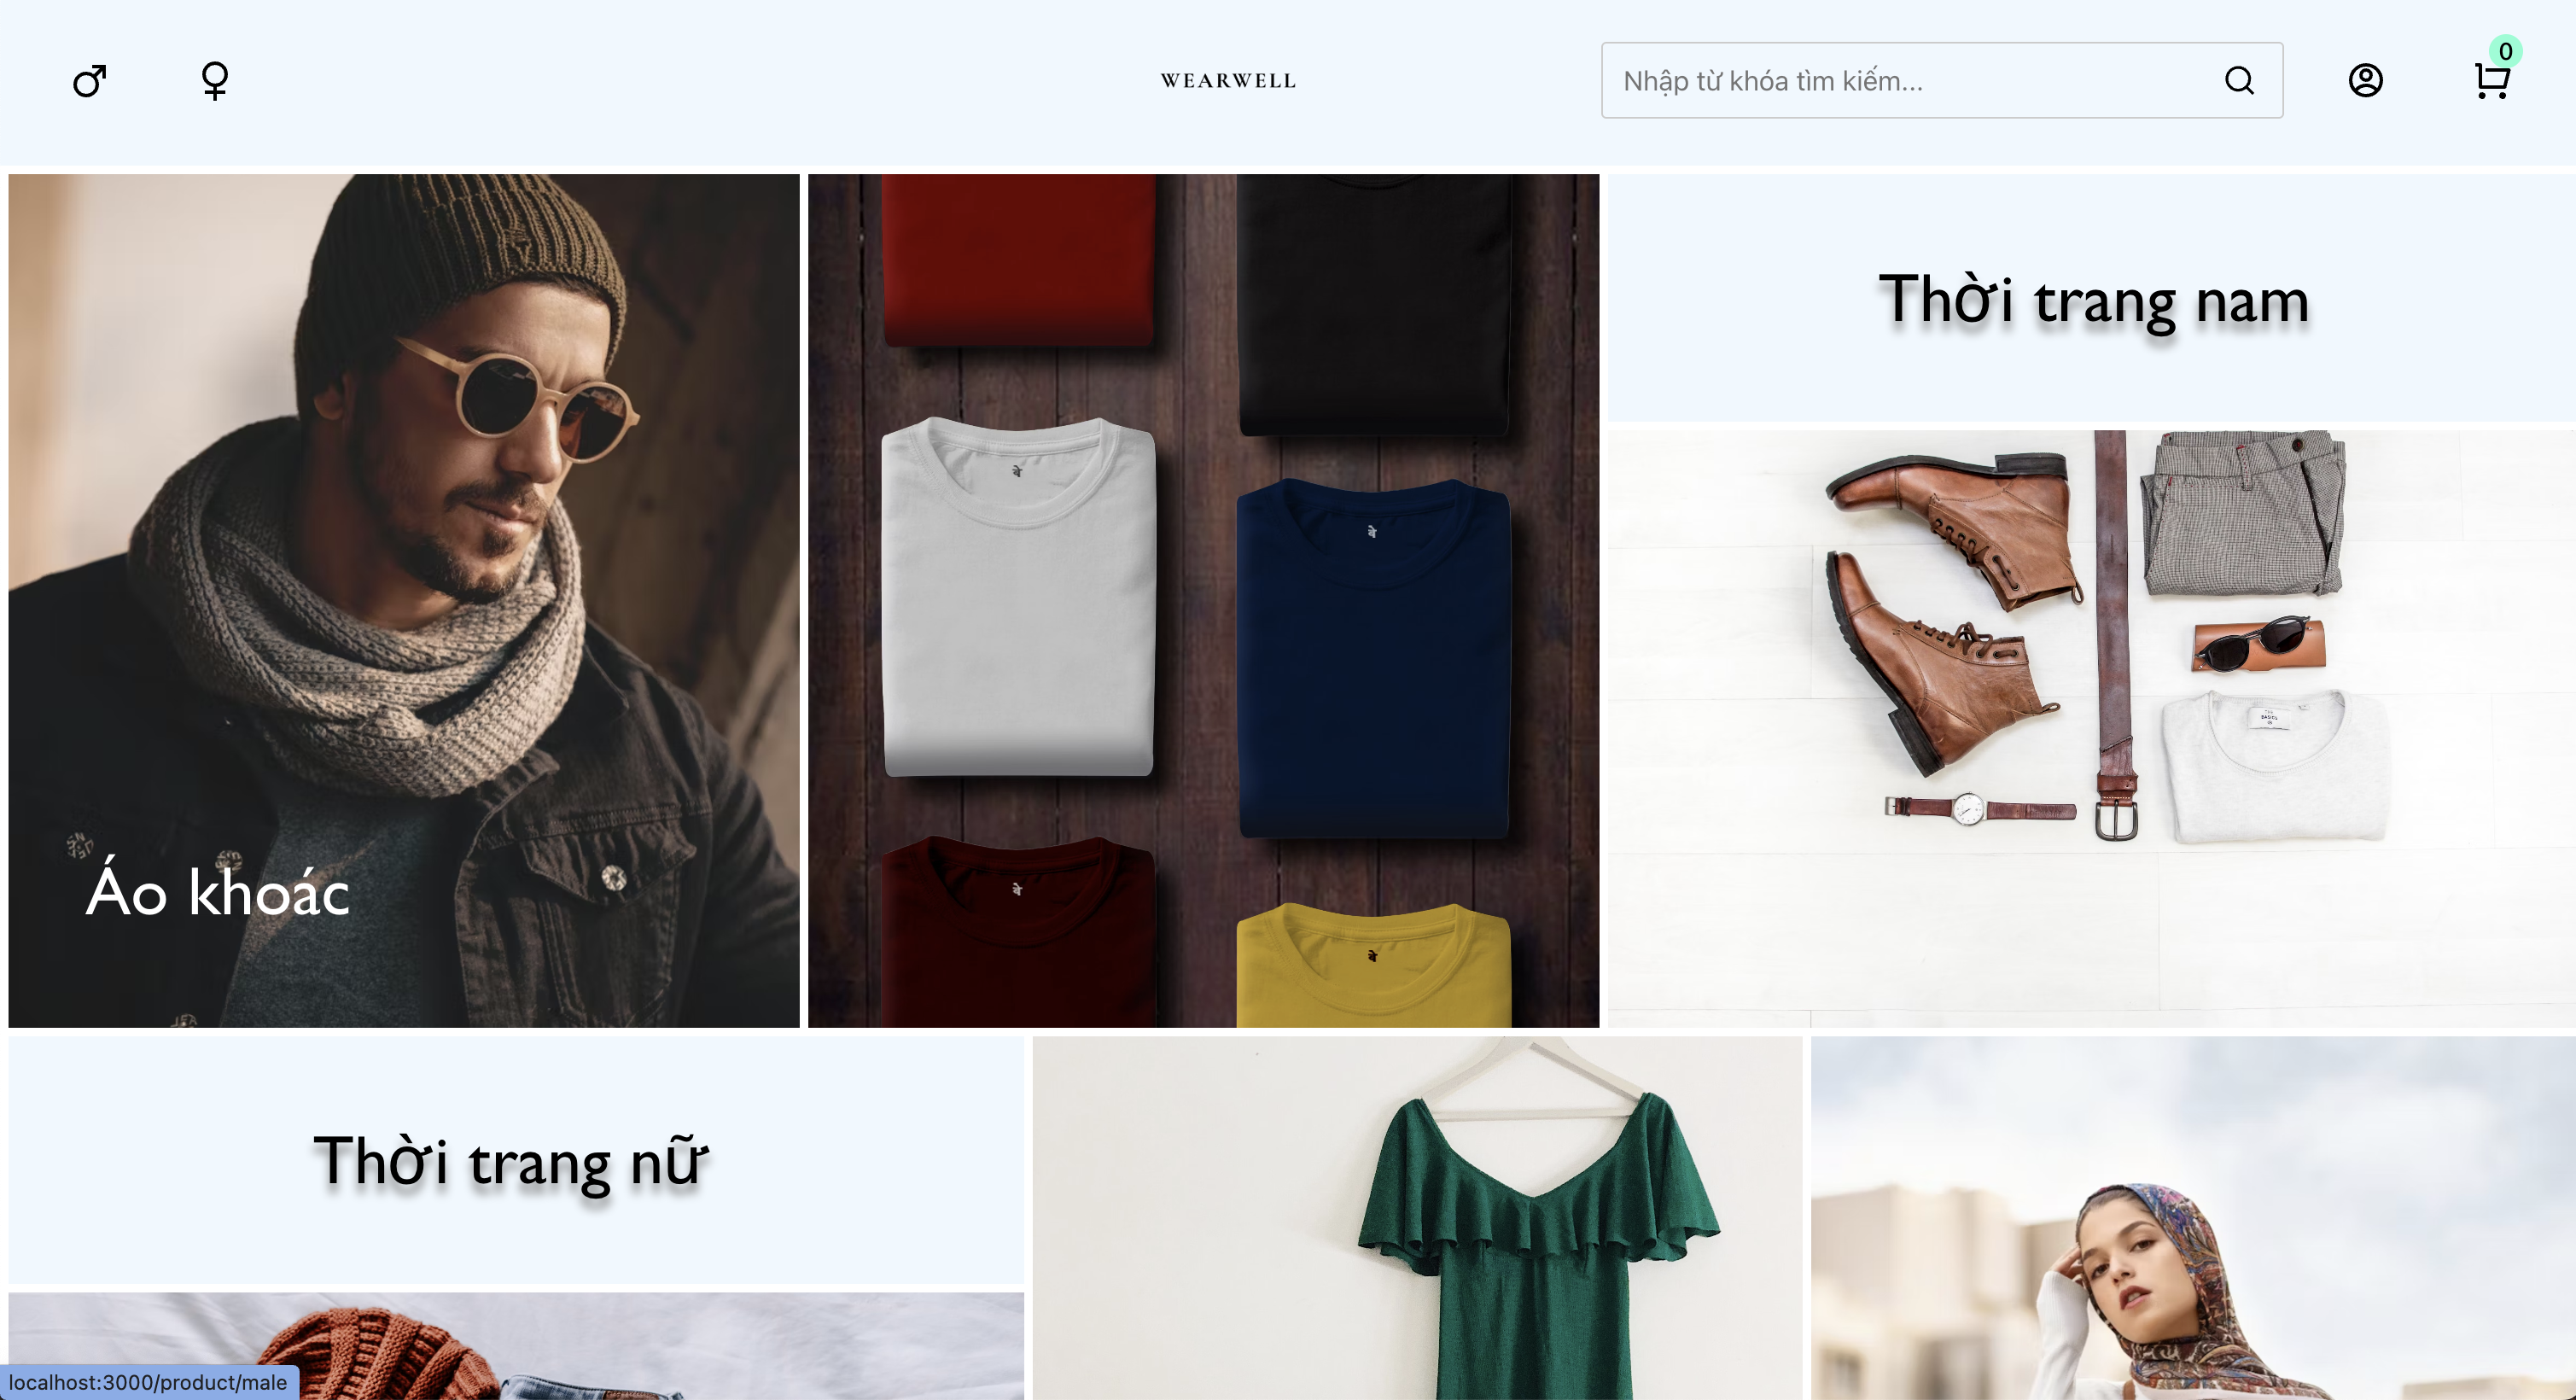 WEARWELL
Nhập từ khóa tìm kiếm...
0
Thời trang nam
Áo khoác
Thời trang nữ
localhost:3000/product/male